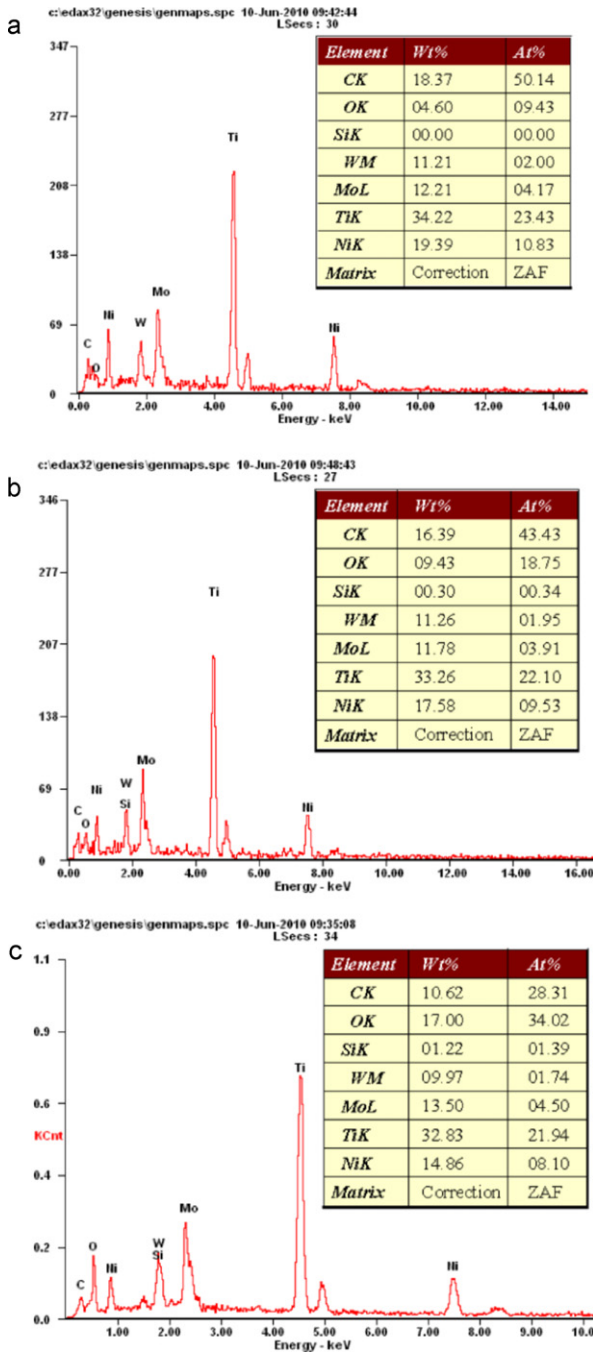 a
c:\edax32\genesis\genmaps.spc 10-Jun-2010 09:42:44
LSecs : 30
347
277
208
138
69
0
C
O
Ni
W
Mo
Ti
Ni
0.00 2.00 4.00 6.00 8.00 10.00 12.00 14.00
Energy - keV
Element Wt% At%
CK 18.37 50.14
OK 04.60 09.43
SiK 00.00 00.00
WM 11.21 02.00
MoL 12.21 04.17
TiK 34.22 23.43
NiK 19.39 10.83
Matrix Correction ZAF
b
c:\edax32\genesis\genmaps.spc 10-Jun-2010 09:48:43
LSecs : 27
346
277
207
138
69
0
C
O
Ni
W
Si
Mo
Ti
Ni
0.00 2.00 4.00 6.00 8.00 10.00 12.00 14.00 16.0
Energy - keV
Element Wt% At%
CK 16.39 43.43
OK 09.43 18.75
SiK 00.30 00.34
WM 11.26 01.95
MoL 11.78 03.91
TiK 33.26 22.10
NiK 17.58 09.53
Matrix Correction ZAF
c
c:\edax32\genesis\genmaps.spc 10-Jun-2010 09:35:08
LSecs : 34
1.1
0.9
0.6
KCnt
0.4
0.2
0.0
C
O
Ni
W
Si
Mo
Ti
Ni
1.00 2.00 3.00 4.00 5.00 6.00 7.00 8.00 9.00 10.0
Energy - keV
Element Wt% At%
CK 10.62 28.31
OK 17.00 34.02
SiK 01.22 01.39
WM 09.97 01.74
MoL 13.50 04.50
TiK 32.83 21.94
NiK 14.86 08.10
Matrix Correction ZAF